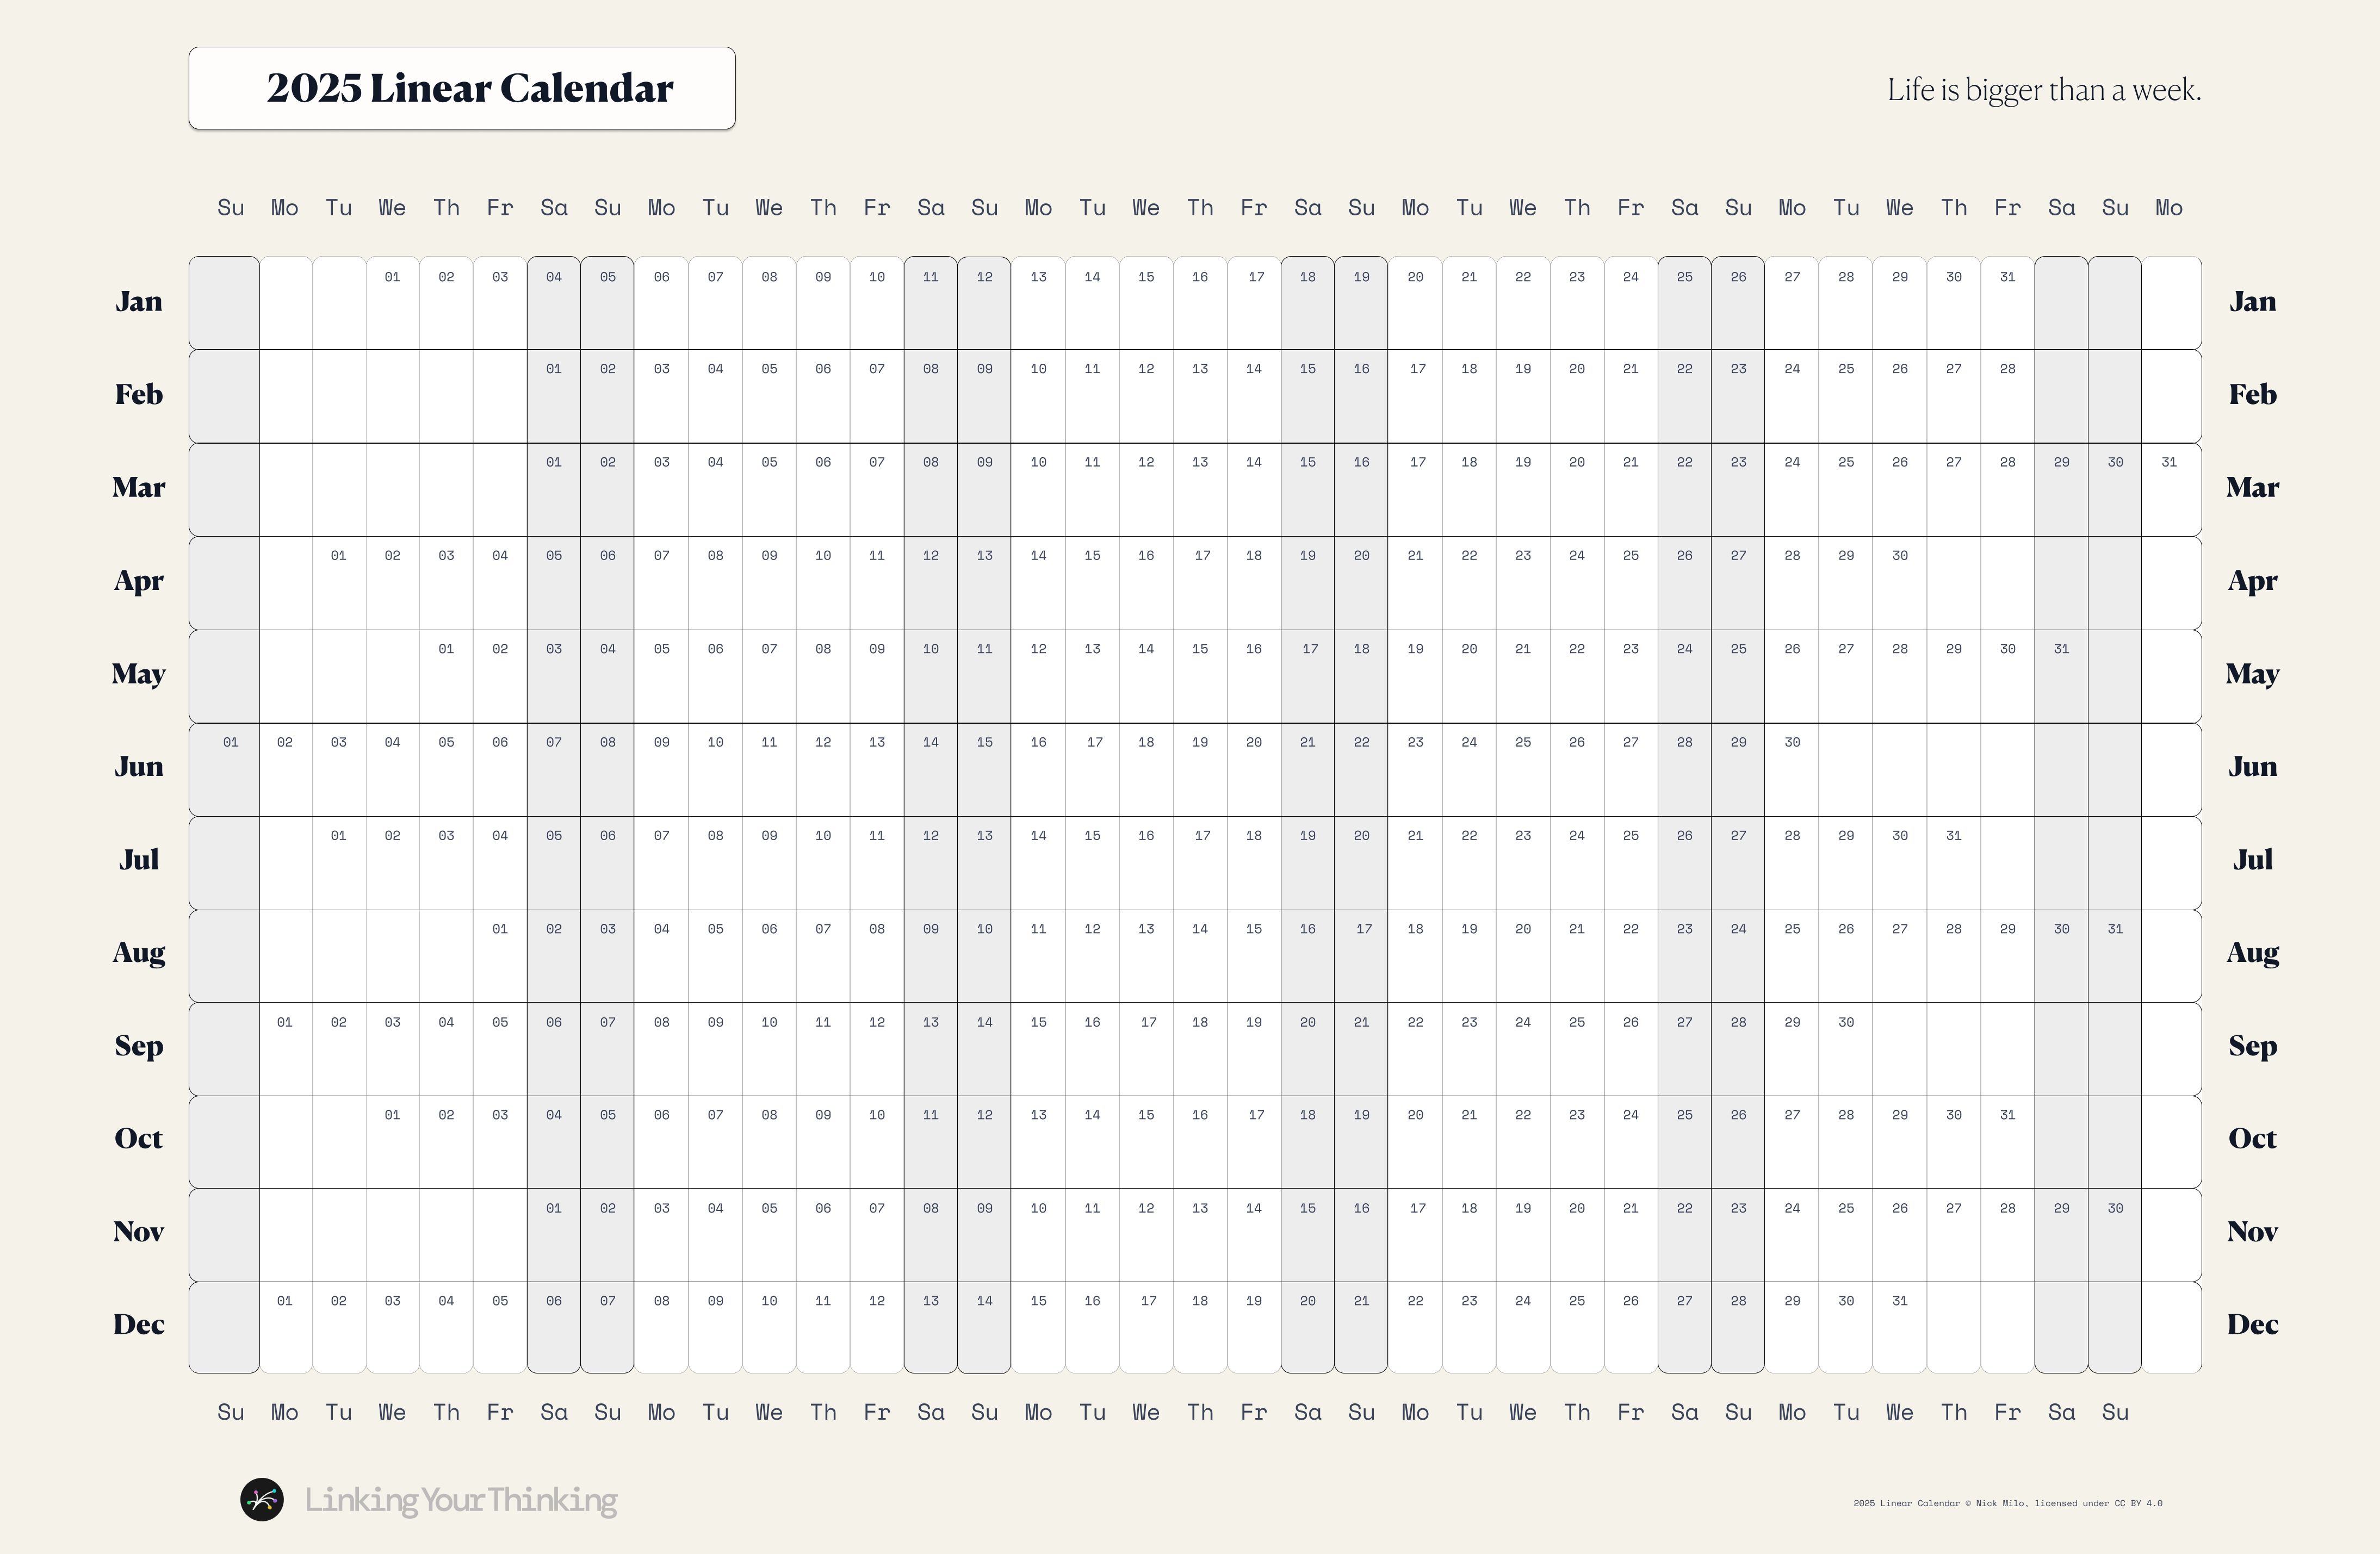 2025 Linear Calendar
Life is bigger than a week.
Su Mo Tu We Th Fr Sa Su Mo Tu We Th Fr Sa Su Mo Tu We Th Fr Sa Su Mo Tu We Th Fr Sa Su Mo Tu We Th Fr Sa Su Mo
Jan 01 02 03 04 05 06 07 08 09 10 11 12 13 14 15 16 17 18 19 20 21 22 23 24 25 26 27 28 29 30 31 Jan
Feb 01 02 03 04 05 06 07 08 09 10 11 12 13 14 15 16 17 18 19 20 21 22 23 24 25 26 27 28 Feb
Mar 01 02 03 04 05 06 07 08 09 10 11 12 13 14 15 16 17 18 19 20 21 22 23 24 25 26 27 28 29 30 31 Mar
Apr 01 02 03 04 05 06 07 08 09 10 11 12 13 14 15 16 17 18 19 20 21 22 23 24 25 26 27 28 29 30 Apr
May 01 02 03 04 05 06 07 08 09 10 11 12 13 14 15 16 17 18 19 20 21 22 23 24 25 26 27 28 29 30 31 May
Jun 01 02 03 04 05 06 07 08 09 10 11 12 13 14 15 16 17 18 19 20 21 22 23 24 25 26 27 28 29 30 Jun
Jul 01 02 03 04 05 06 07 08 09 10 11 12 13 14 15 16 17 18 19 20 21 22 23 24 25 26 27 28 29 30 31 Jul
Aug 01 02 03 04 05 06 07 08 09 10 11 12 13 14 15 16 17 18 19 20 21 22 23 24 25 26 27 28 29 30 31 Aug
Sep 01 02 03 04 05 06 07 08 09 10 11 12 13 14 15 16 17 18 19 20 21 22 23 24 25 26 27 28 29 30 Sep
Oct 01 02 03 04 05 06 07 08 09 10 11 12 13 14 15 16 17 18 19 20 21 22 23 24 25 26 27 28 29 30 31 Oct
Nov 01 02 03 04 05 06 07 08 09 10 11 12 13 14 15 16 17 18 19 20 21 22 23 24 25 26 27 28 29 30 Nov
Dec 01 02 03 04 05 06 07 08 09 10 11 12 13 14 15 16 17 18 19 20 21 22 23 24 25 26 27 28 29 30 31 Dec
Su Mo Tu We Th Fr Sa Su Mo Tu We Th Fr Sa Su Mo Tu We Th Fr Sa Su Mo Tu We Th Fr Sa Su Mo Tu We Th Fr Sa Su
Linking Your Thinking
2025 Linear Calendar © Nick Milo, licensed under CC BY 4.0